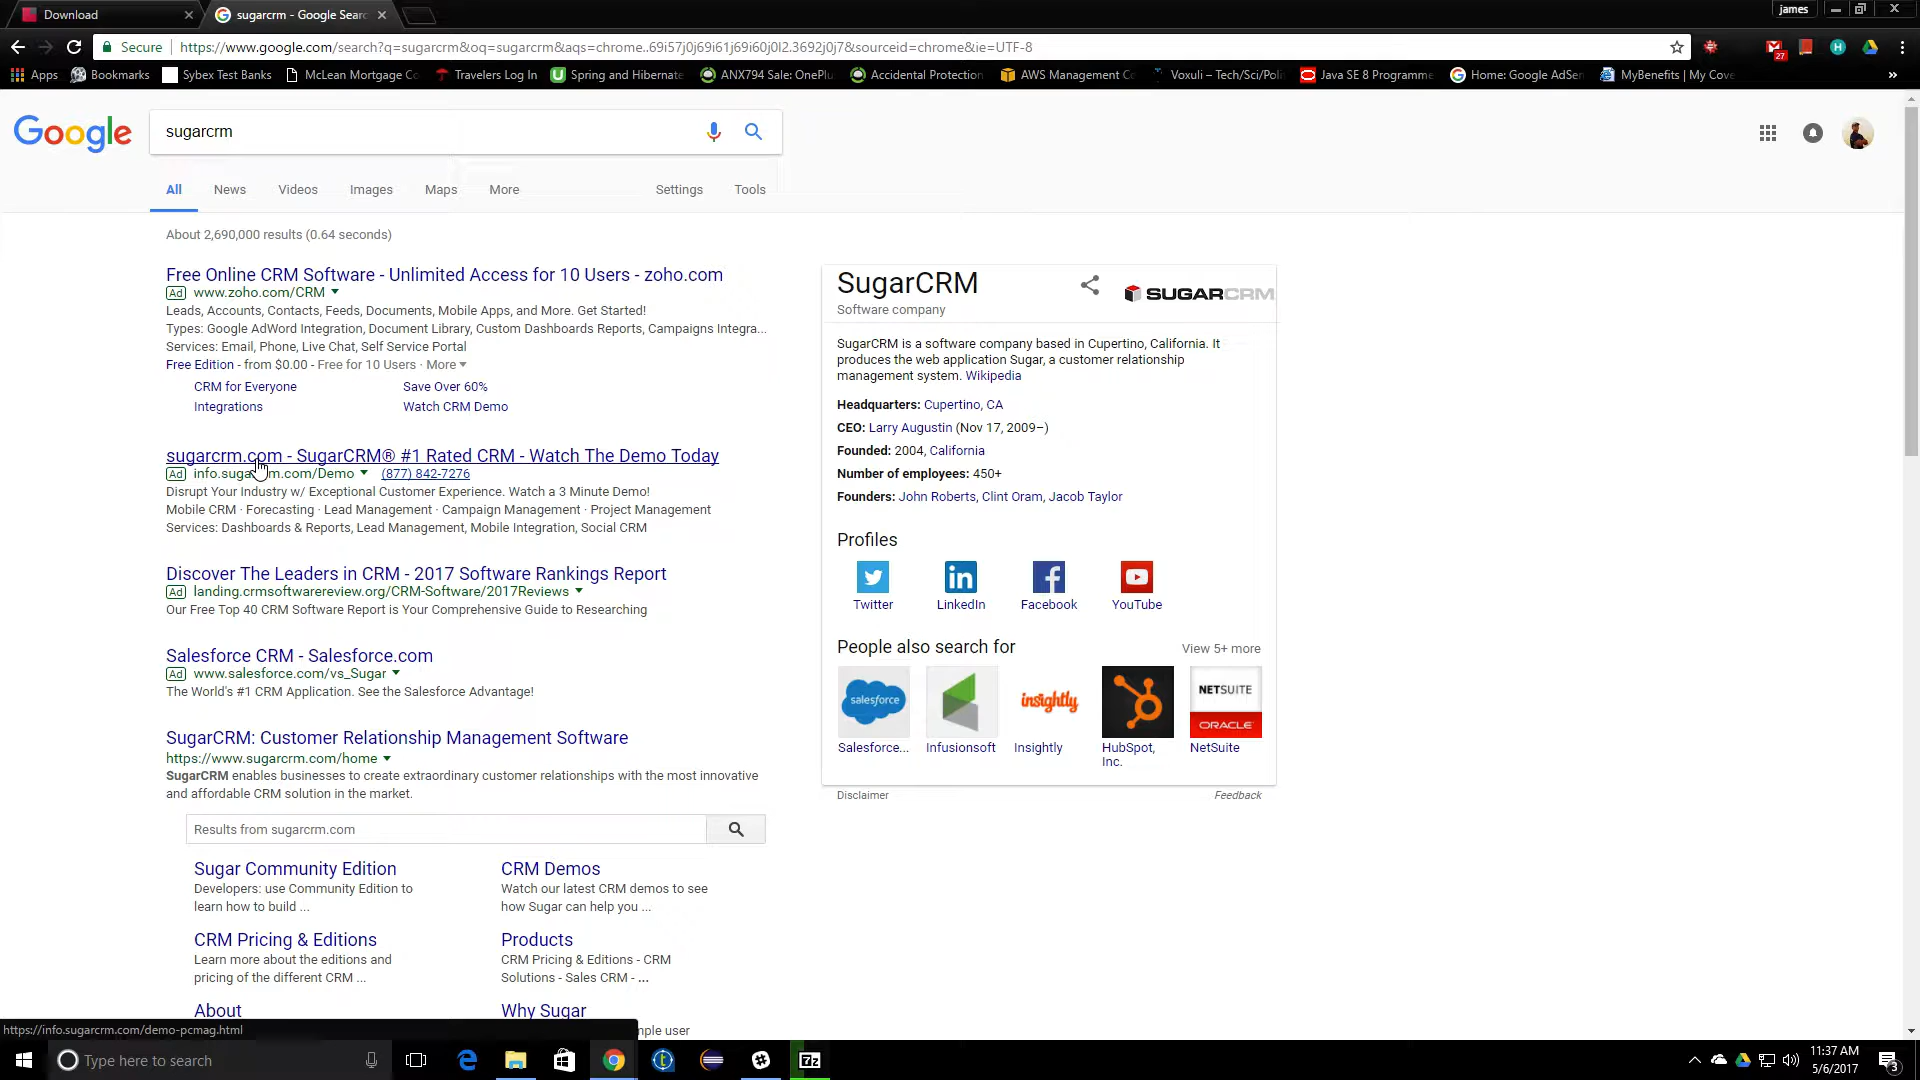 Download
sugarcrm - Google Searc
james
Secure
https://www.google.com/search?q=sugarcrm&oq=sugarcrm&aqs=chrome..69i57j0j69i61j69i60j0l2.3692j0j7&sourceid=chrome&ie=UTF-8
27
Apps
Bookmarks
Sybex Test Banks
McLean Mortgage Co
Travelers Log In
Spring and Hibernate
ANX794 Sale: OnePlu
Accidental Protection
AWS Management Co
Voxuli – Tech/Sci/Poli
Java SE 8 Programme
Home: Google AdSen
MyBenefits | My Cove
»
Google
sugarcrm
All News Videos Images Maps More Settings Tools
About 2,690,000 results (0.64 seconds)
Free Online CRM Software - Unlimited Access for 10 Users - zoho.com
Ad www.zoho.com/CRM
Leads, Accounts, Contacts, Feeds, Documents, Mobile Apps, and More. Get Started!
Types: Google AdWord Integration, Document Library, Custom Dashboards Reports, Campaigns Integra...
Services: Email, Phone, Live Chat, Self Service Portal
Free Edition - from $0.00 - Free for 10 Users · More
CRM for Everyone
Save Over 60%
Integrations
Watch CRM Demo
sugarcrm.com - SugarCRM® #1 Rated CRM - Watch The Demo Today
Ad info.sugarcrm.com/Demo (877) 842-7276
Disrupt Your Industry w/ Exceptional Customer Experience. Watch a 3 Minute Demo!
Mobile CRM · Forecasting · Lead Management · Campaign Management · Project Management
Services: Dashboards & Reports, Lead Management, Mobile Integration, Social CRM
Discover The Leaders in CRM - 2017 Software Rankings Report
Ad landing.crmsoftwarereview.org/CRM-Software/2017Reviews
Our Free Top 40 CRM Software Report is Your Comprehensive Guide to Researching
Salesforce CRM - Salesforce.com
Ad www.salesforce.com/vs_Sugar
The World's #1 CRM Application. See the Salesforce Advantage!
SugarCRM: Customer Relationship Management Software
https://www.sugarcrm.com/home
SugarCRM enables businesses to create extraordinary customer relationships with the most innovative
and affordable CRM solution in the market.
Results from sugarcrm.com
Sugar Community Edition
Developers: use Community Edition to
learn how to build ...
CRM Demos
Watch our latest CRM demos to see
how Sugar can help you ...
CRM Pricing & Editions
Learn more about the editions and
pricing of the different CRM ...
Products
CRM Pricing & Editions - CRM
Solutions - Sales CRM - ...
About
Why Sugar
mple user
https://info.sugarcrm.com/demo-pcmag.html
SugarCRM
Software company
SUGARCRM
SugarCRM is a software company based in Cupertino, California. It
produces the web application Sugar, a customer relationship
management system. Wikipedia
Headquarters: Cupertino, CA
CEO: Larry Augustin (Nov 17, 2009–)
Founded: 2004, California
Number of employees: 450+
Founders: John Roberts, Clint Oram, Jacob Taylor
Profiles
Twitter
LinkedIn
Facebook
YouTube
People also search for
View 5+ more
salesforce
insightly
NETSUITE
ORACLE
Salesforce...
Infusionsoft
Insightly
HubSpot,
Inc.
NetSuite
Disclaimer
Feedback
Type here to search
7z
11:37 AM
5/6/2017
3